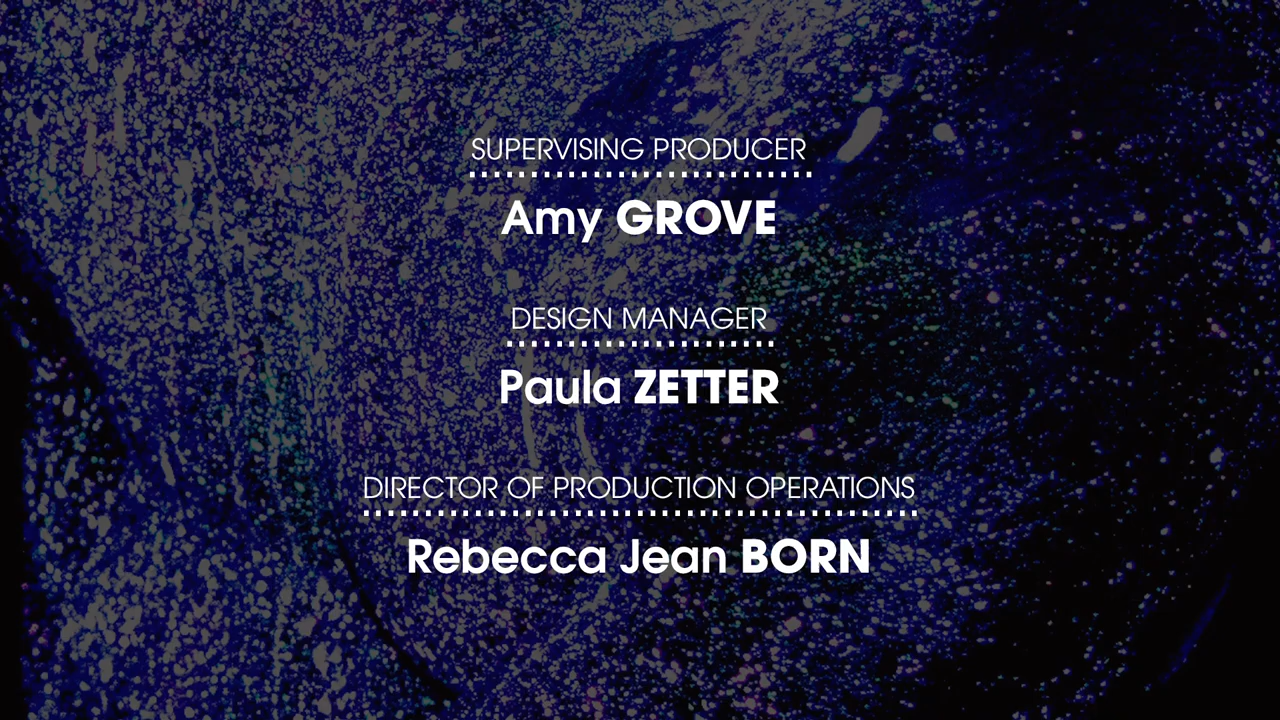 SUPERVISING PRODUCER
Amy GROVE
DESIGN MANAGER
Paula ZETTER
DIRECTOR OF PRODUCTION OPERATIONS
Rebecca Jean BORN